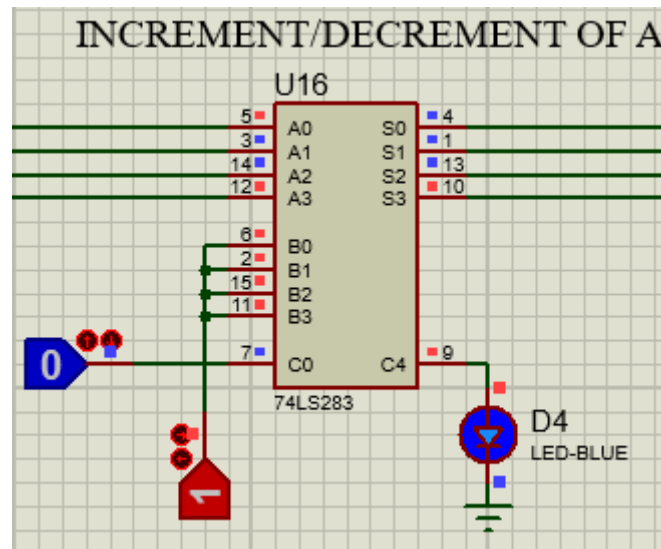 INCREMENT/DECREMENT OF A
U16
5 A0 S0 4
3 A1 S1 1
14 A2 S2 13
12 A3 S3 10
6 B0
2 B1
15 B2
11 B3
0 7 C0 C4 9
74LS283
D4
LED-BLUE
1